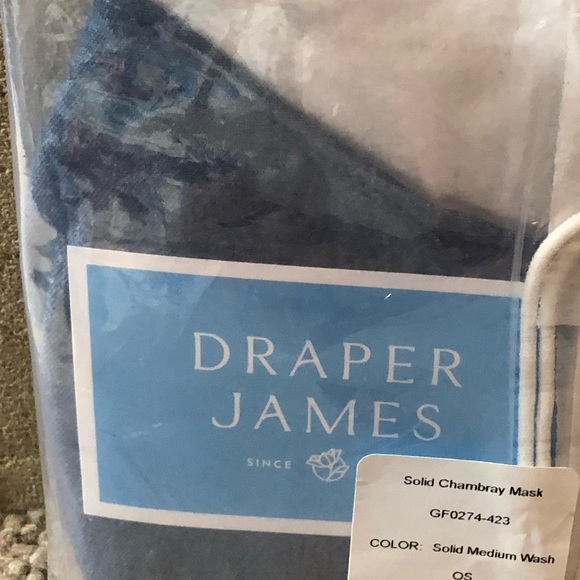 DRAPER
JAMES
SINCE
Solid Chambray Mask
GF0274-423
COLOR: Solid Medium Wash
OS